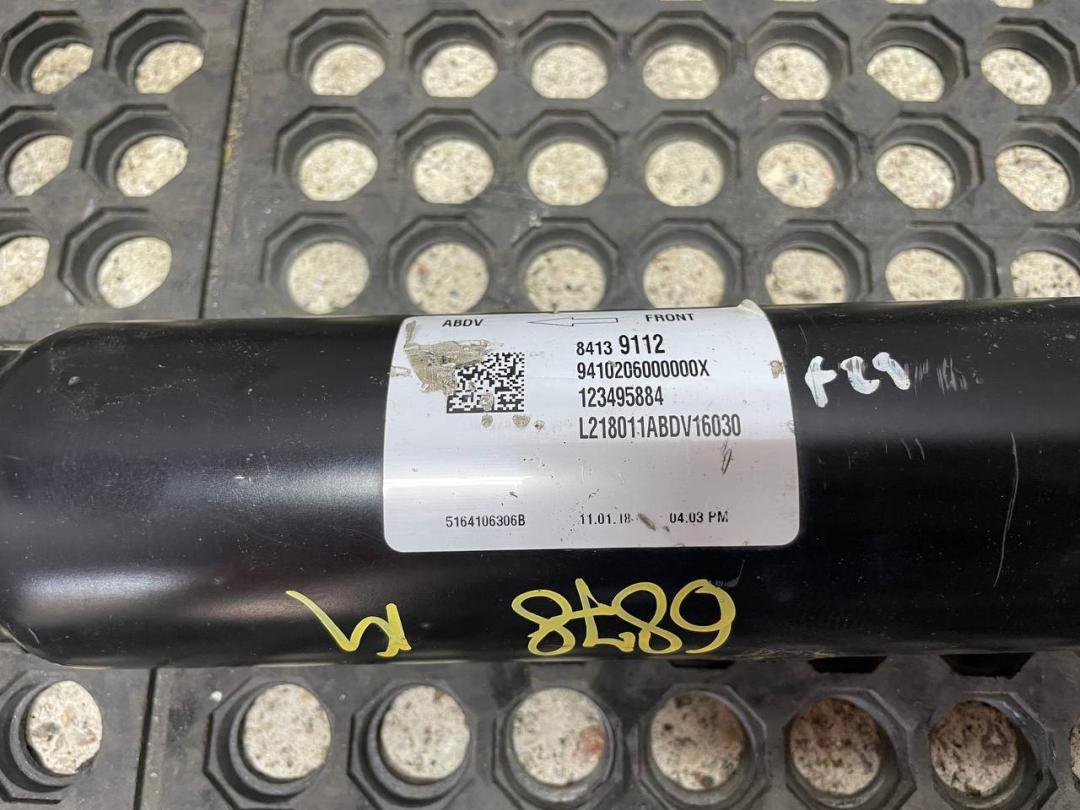 ABDV FRONT
8413 9112
9410206000000X
123495884
L218011ABDV16030
5164106306B 11.01.18 04:03 PM
6878